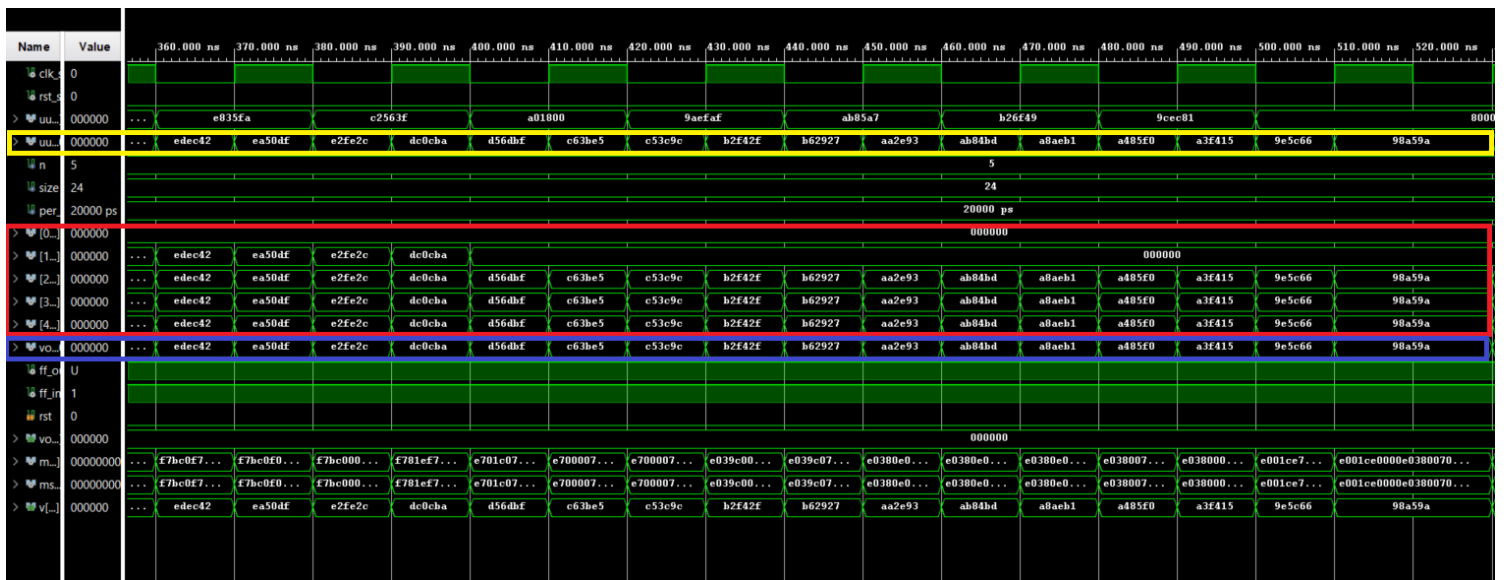 Name Value 360.000 ns 370.000 ns 380.000 ns 390.000 ns 400.000 ns 410.000 ns 420.000 ns 430.000 ns 440.000 ns 450.000 ns 460.000 ns 470.000 ns 480.000 ns 490.000 ns 500.000 ns 510.000 ns 520.000 ns
clk_s 0
rst_s 0
uu... 000000 ... e835fa c2563f a01800 9aefaf ab85a7 b26f49 9cec81 8000
uu... 000000 ... edec42 ea50df e2fe2c dc0cba d56dbf c63be5 c53c9c b2f42f b62927 aa2e93 ab84bd a8aeb1 a485f0 a3f415 9e5c66 98a59a
n 5 5
size 24 24
per_ 20000 ps 20000 ps
[0...] 000000 000000
[1...] 000000 ... edec42 ea50df e2fe2c dc0cba 000000
[2...] 000000 ... edec42 ea50df e2fe2c dc0cba d56dbf c63be5 c53c9c b2f42f b62927 aa2e93 ab84bd a8aeb1 a485f0 a3f415 9e5c66 98a59a
[3...] 000000 ... edec42 ea50df e2fe2c dc0cba d56dbf c63be5 c53c9c b2f42f b62927 aa2e93 ab84bd a8aeb1 a485f0 a3f415 9e5c66 98a59a
[4...] 000000 ... edec42 ea50df e2fe2c dc0cba d56dbf c63be5 c53c9c b2f42f b62927 aa2e93 ab84bd a8aeb1 a485f0 a3f415 9e5c66 98a59a
vo... 000000 ... edec42 ea50df e2fe2c dc0cba d56dbf c63be5 c53c9c b2f42f b62927 aa2e93 ab84bd a8aeb1 a485f0 a3f415 9e5c66 98a59a
ff_o U
ff_in 1
rst 0
vo... 000000 000000
m...] 00000000 ... f7bc0f7... f7bc0f0... f7bc000... f781ef7... e701c07... e700007... e700007... e039c00... e039c07... e0380e0... e0380e0... e0380e0... e038007... e038000... e001ce7... e001ce0000e0380070...
ms... 00000000 ... f7bc0f7... f7bc0f0... f7bc000... f781ef7... e701c07... e700007... e700007... e039c00... e039c07... e0380e0... e0380e0... e0380e0... e038007... e038000... e001ce7... e001ce0000e0380070...
v[...] 000000 ... edec42 ea50df e2fe2c dc0cba d56dbf c63be5 c53c9c b2f42f b62927 aa2e93 ab84bd a8aeb1 a485f0 a3f415 9e5c66 98a59a